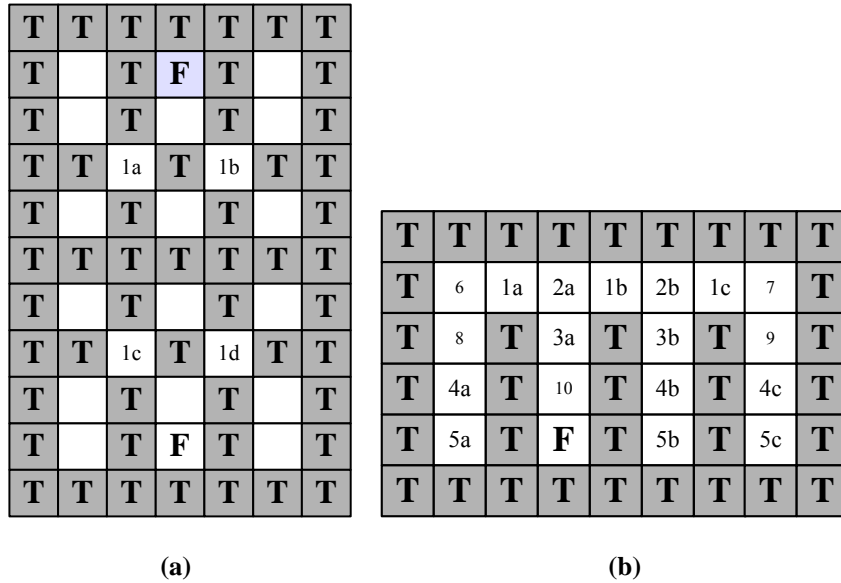 T T T T T T T
T T F T T
T T T T
T T 1a T 1b T T
T T T T
T T T T T T T
T T T T
T T 1c T 1d T T
T T T T
T T F T T
T T T T T T T
(a)
T T T T T T T T T
T 6 1a 2a 1b 2b 1c 7 T
T 8 T 3a T 3b T 9 T
T 4a T 10 T 4b T 4c T
T 5a T F T 5b T 5c T
T T T T T T T T T
(b)